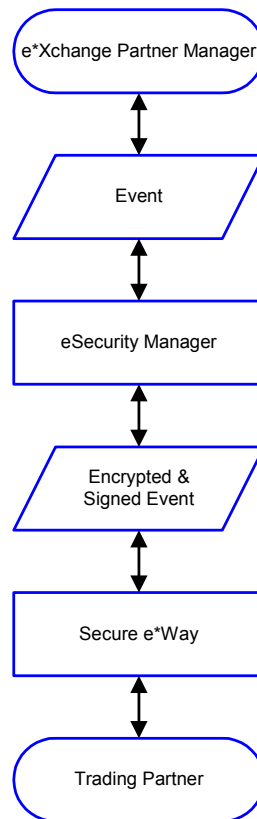 e*Xchange Partner Manager
Event
eSecurity Manager
Encrypted &
Signed Event
Secure e*Way
Trading Partner